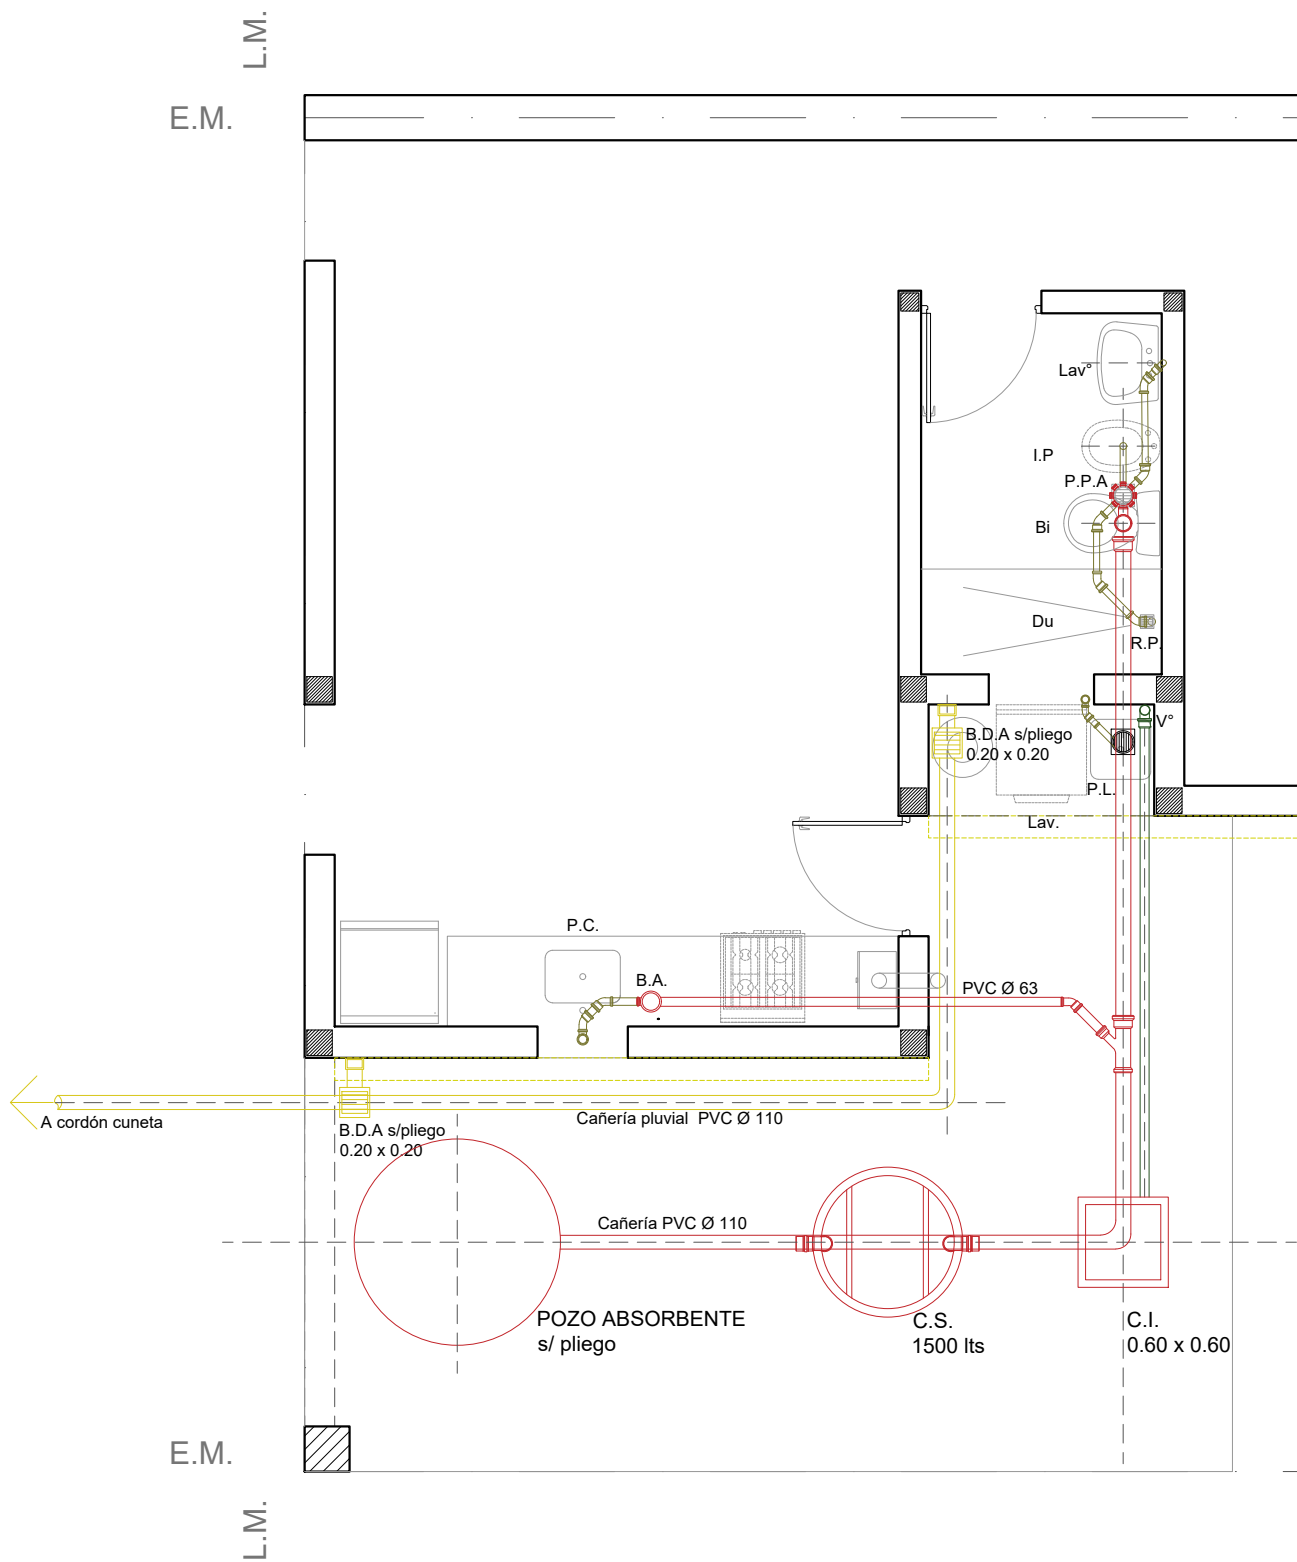 L.M.
E.M.
Lav°
I.P
P.P.A
Bi
Du
R.P.
V°
B.D.A s/pliego
0.20 x 0.20
P.L.
Lav.
P.C.
B.A.
PVC Ø 63
A cordón cuneta
Cañería pluvial PVC Ø 110
B.D.A s/pliego
0.20 x 0.20
Cañería PVC Ø 110
POZO ABSORBENTE
s/ pliego
C.S.
1500 lts
C.I.
0.60 x 0.60
E.M.
L.M.